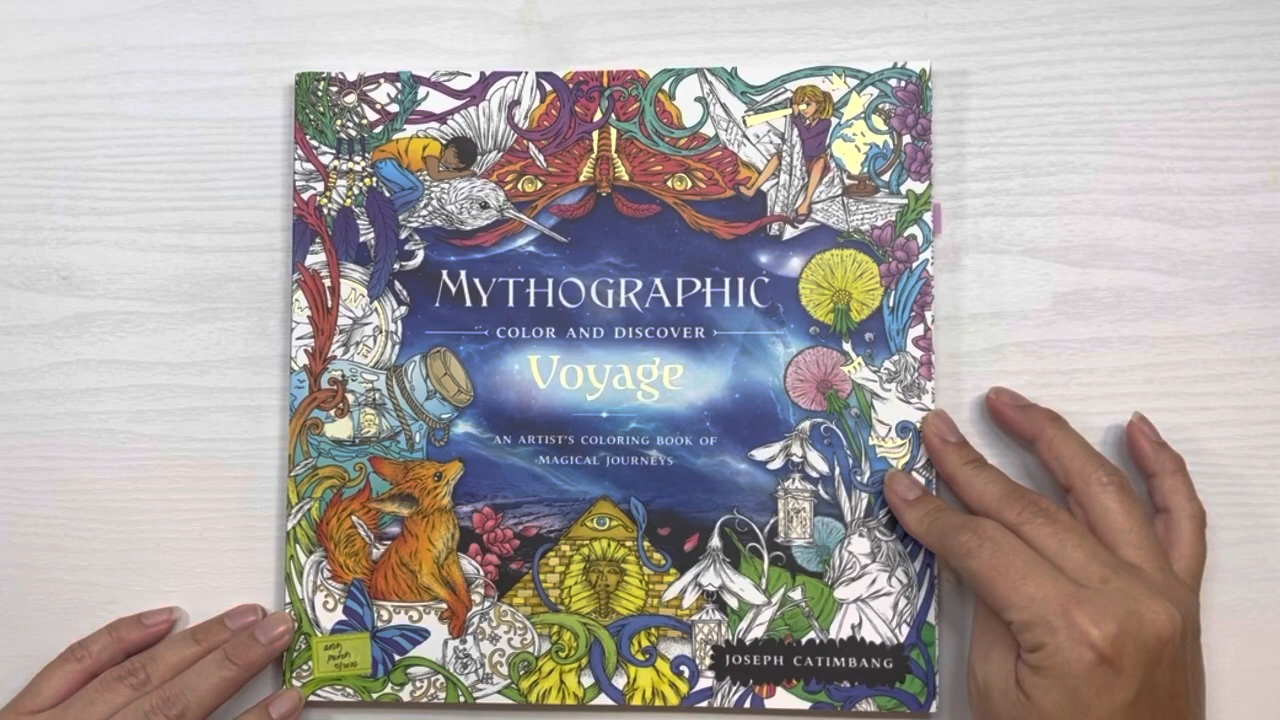 MYTHOGRAPHIC
COLOR AND DISCOVER
Voyage
AN ARTIST'S COLORING BOOK OF
MAGICAL JOURNEYS
JOSEPH CATIMBANG